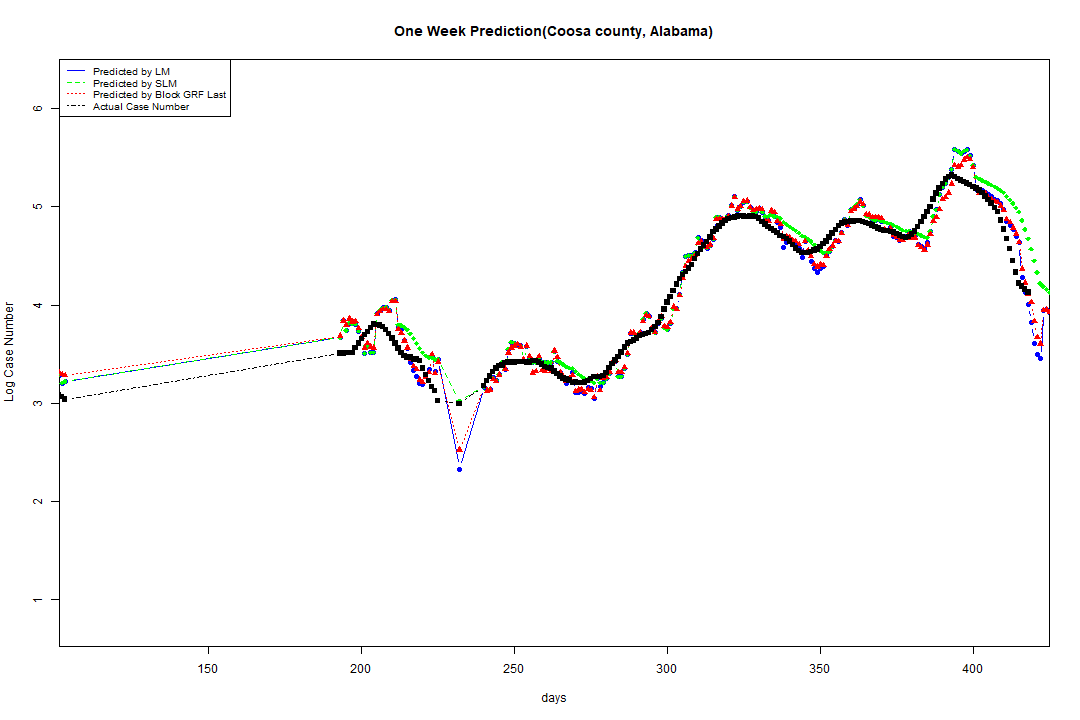 One Week Prediction(Coosa county, Alabama)
Predicted by LM
Predicted by SLM
Predicted by Block GRF Last
Actual Case Number
6
5
4
3
2
1
Log Case Number
150 200 250 300 350 400
days